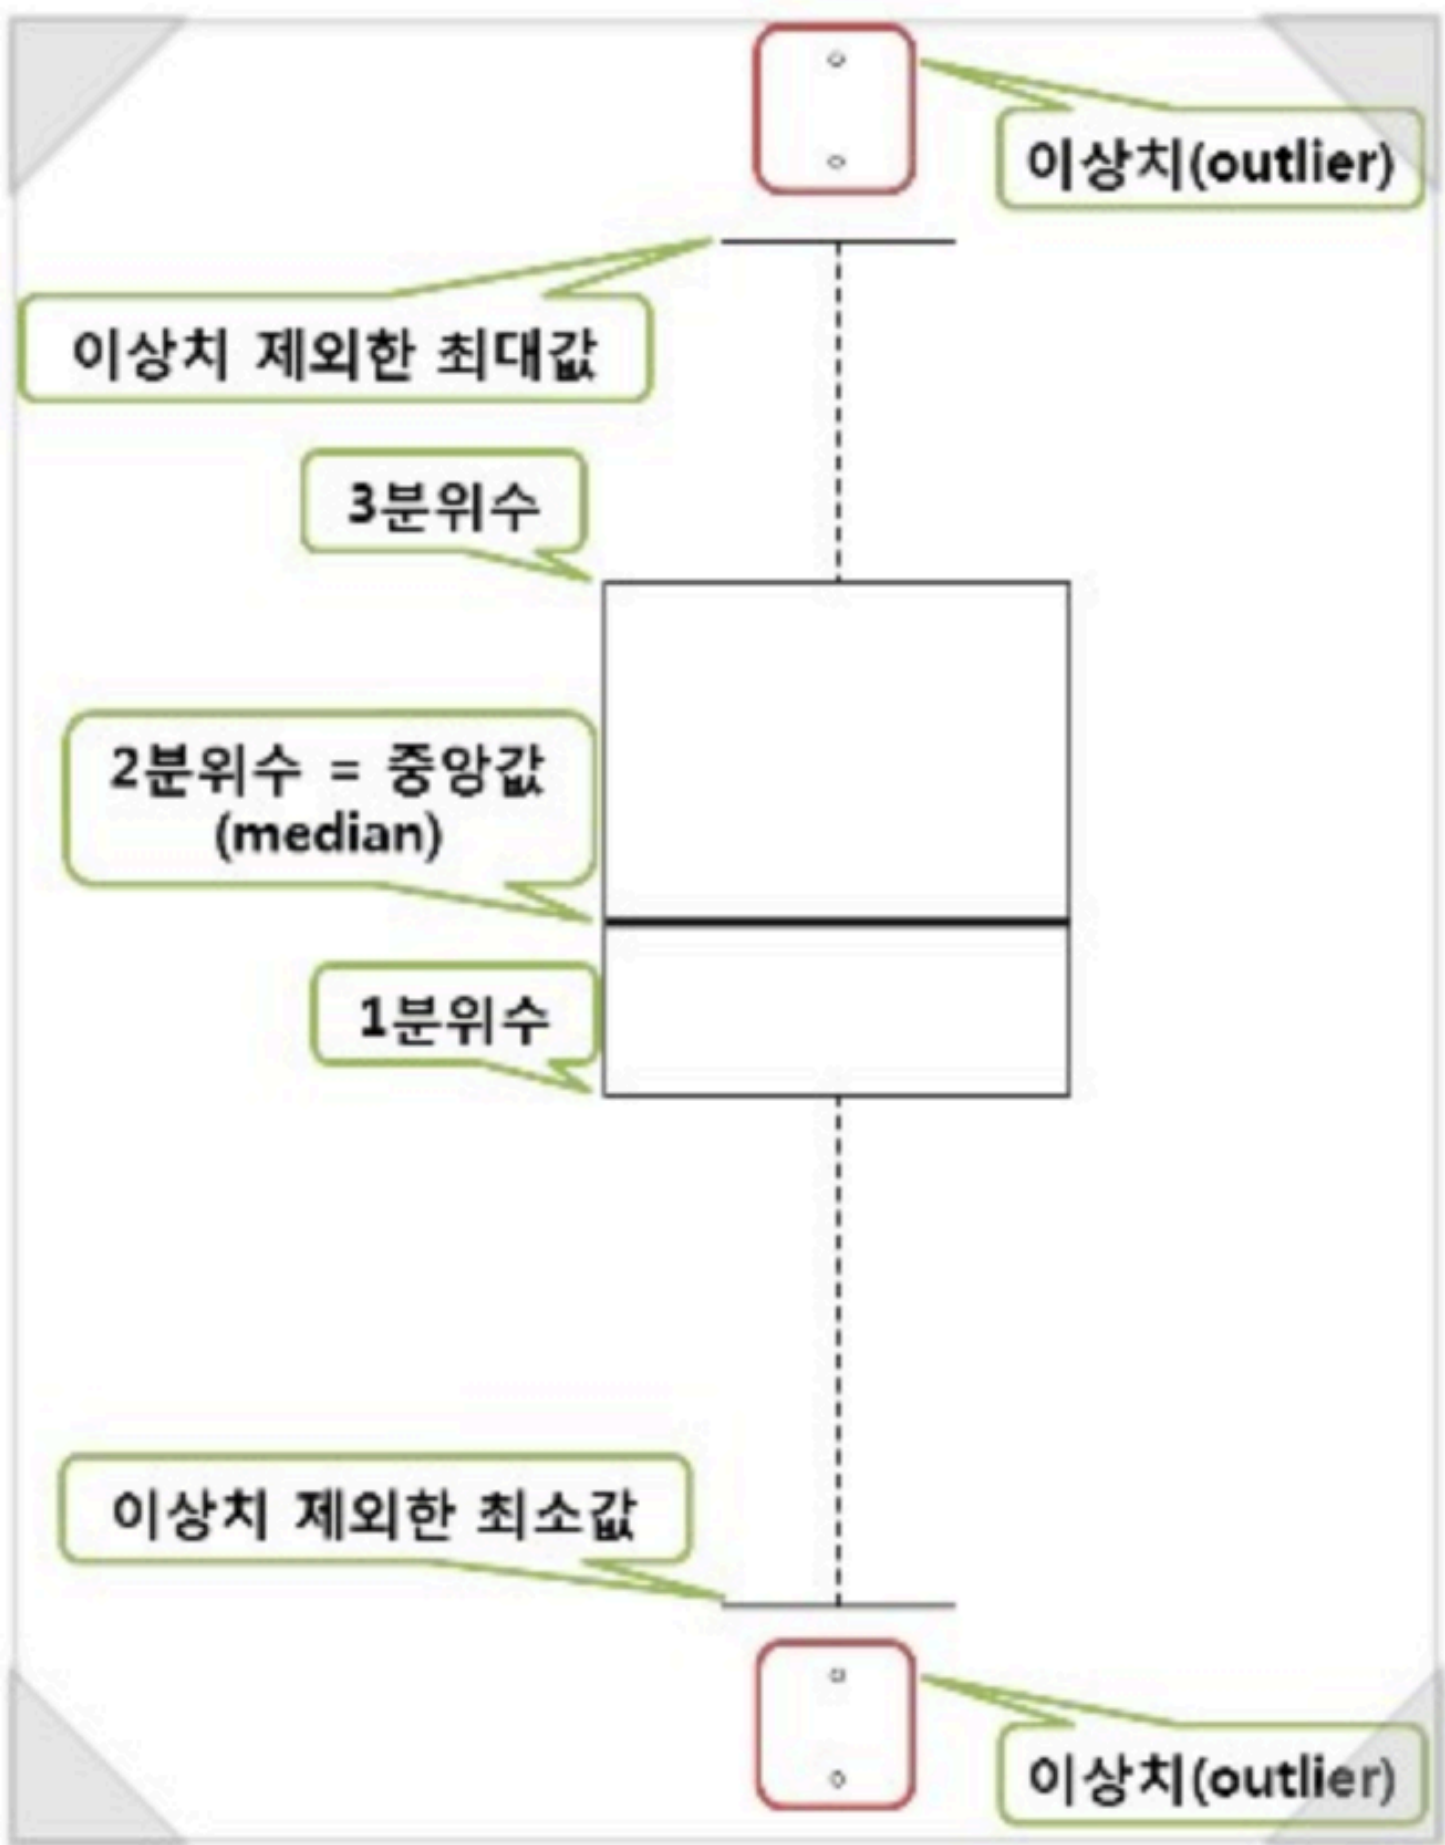 이상치(outlier)
이상치 제외한 최대값
3분위수
2분위수 = 중앙값
(median)
1분위수
이상치 제외한 최소값
이상치(outlier)